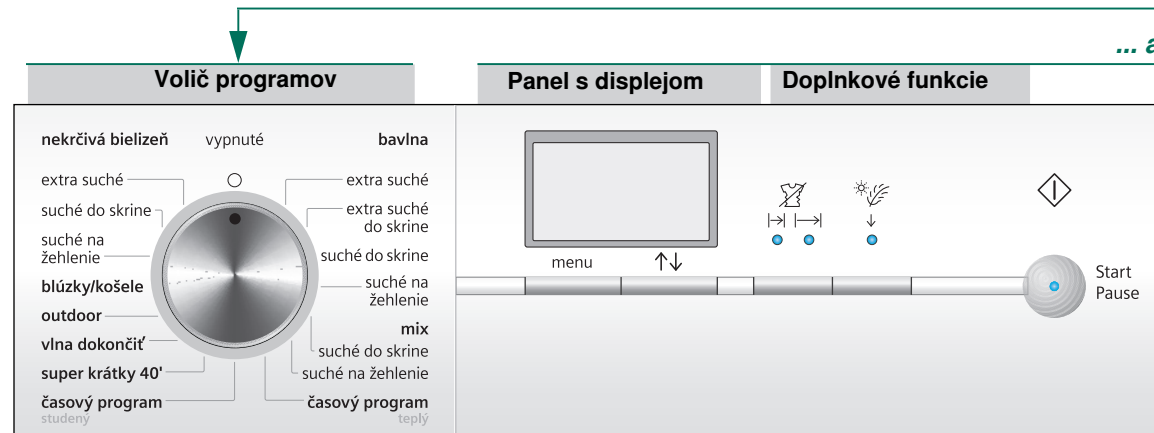 ... a
Volič programov
Panel s displejom
Doplnkové funkcie
nekrčivá bielizeň
vypnuté
bavlna
extra suché
suché do skrine
suché na
žehlenie
blúzky/košele
outdoor
vlna dokončiť
super krátky 40'
časový program
studený
extra suché
extra suché
do skrine
suché do skrine
suché na
žehlenie
mix
suché do skrine
suché na žehlenie
časový program
teplý
menu
Start
Pause